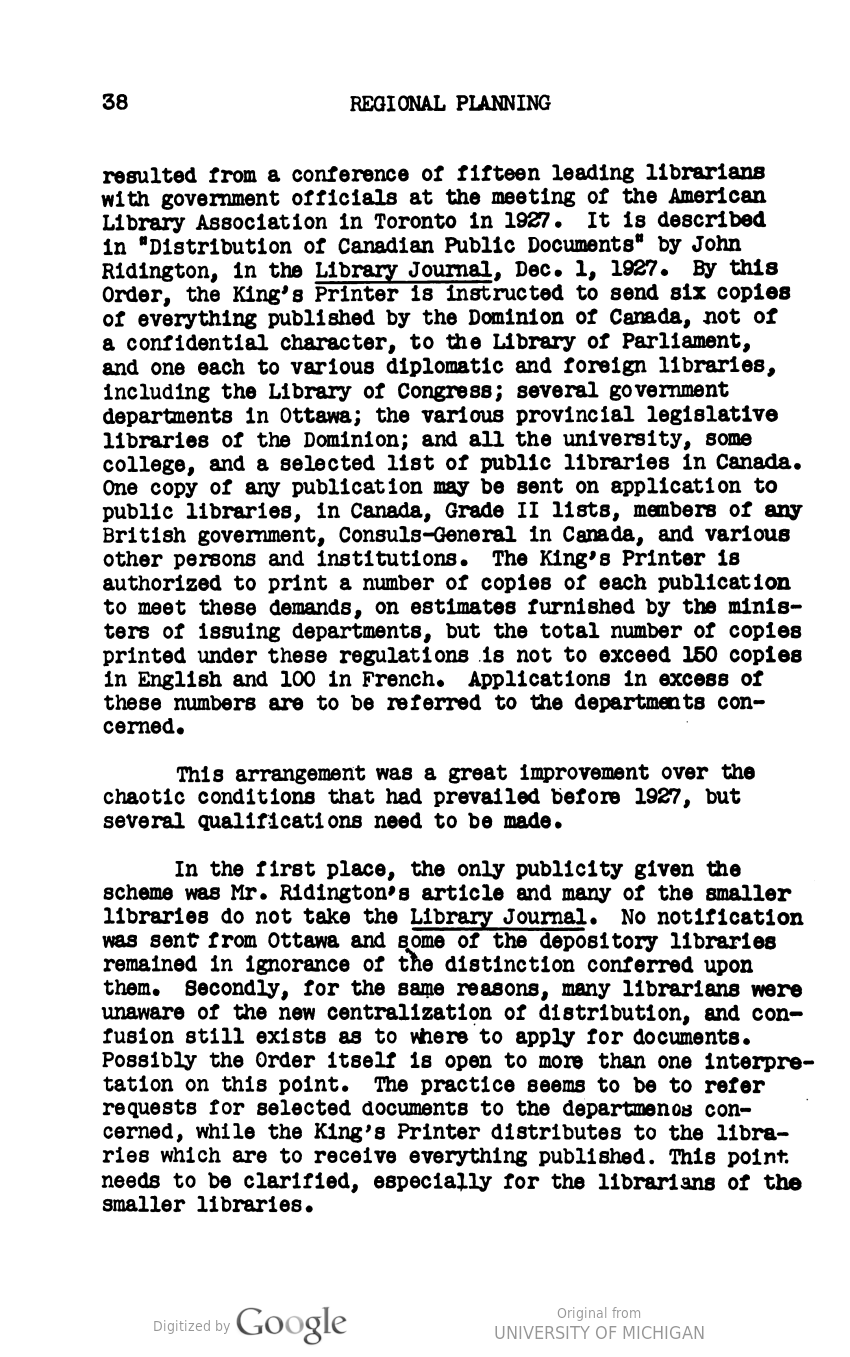 38 REGIONAL PLANNING
resulted from a conference of fifteen leading librarians
with government officials at the meeting of the American
Library Association in Toronto in 1927. It is described
in "Distribution of Canadian Public Documents" by John
Ridington, in the Library Journal, Dec. 1, 1927. By this
Order, the King's Printer is instructed to send six copies
of everything published by the Dominion of Canada, not of
a confidential character, to the Library of Parliament,
and one each to various diplomatic and foreign libraries,
including the Library of Congress; several government
departments in Ottawa; the various provincial legislative
libraries of the Dominion; and all the university, some
college, and a selected list of public libraries in Canada.
One copy of any publication may be sent on application to
public libraries, in Canada, Grade II lists, members of any
British government, Consuls-General in Canada, and various
other persons and institutions. The King's Printer is
authorized to print a number of copies of each publication
to meet these demands, on estimates furnished by the minis-
ters of issuing departments, but the total number of copies
printed under these regulations is not to exceed 150 copies
in English and 100 in French. Applications in excess of
these numbers are to be referred to the departments con-
cerned.
This arrangement was a great improvement over the
chaotic conditions that had prevailed before 1927, but
several qualifications need to be made.
In the first place, the only publicity given the
scheme was Mr. Ridington's article and many of the smaller
libraries do not take the Library Journal. No notification
was sent from Ottawa and some of the depository libraries
remained in ignorance of the distinction conferred upon
them. Secondly, for the same reasons, many librarians were
unaware of the new centralization of distribution, and con-
fusion still exists as to where to apply for documents.
Possibly the Order itself is open to more than one interpre-
tation on this point. The practice seems to be to refer
requests for selected documents to the departments con-
cerned, while the King's Printer distributes to the libra-
ries which are to receive everything published. This point
needs to be clarified, especially for the librarians of the
smaller libraries.
Digitized by Google
Original from
UNIVERSITY OF MICHIGAN